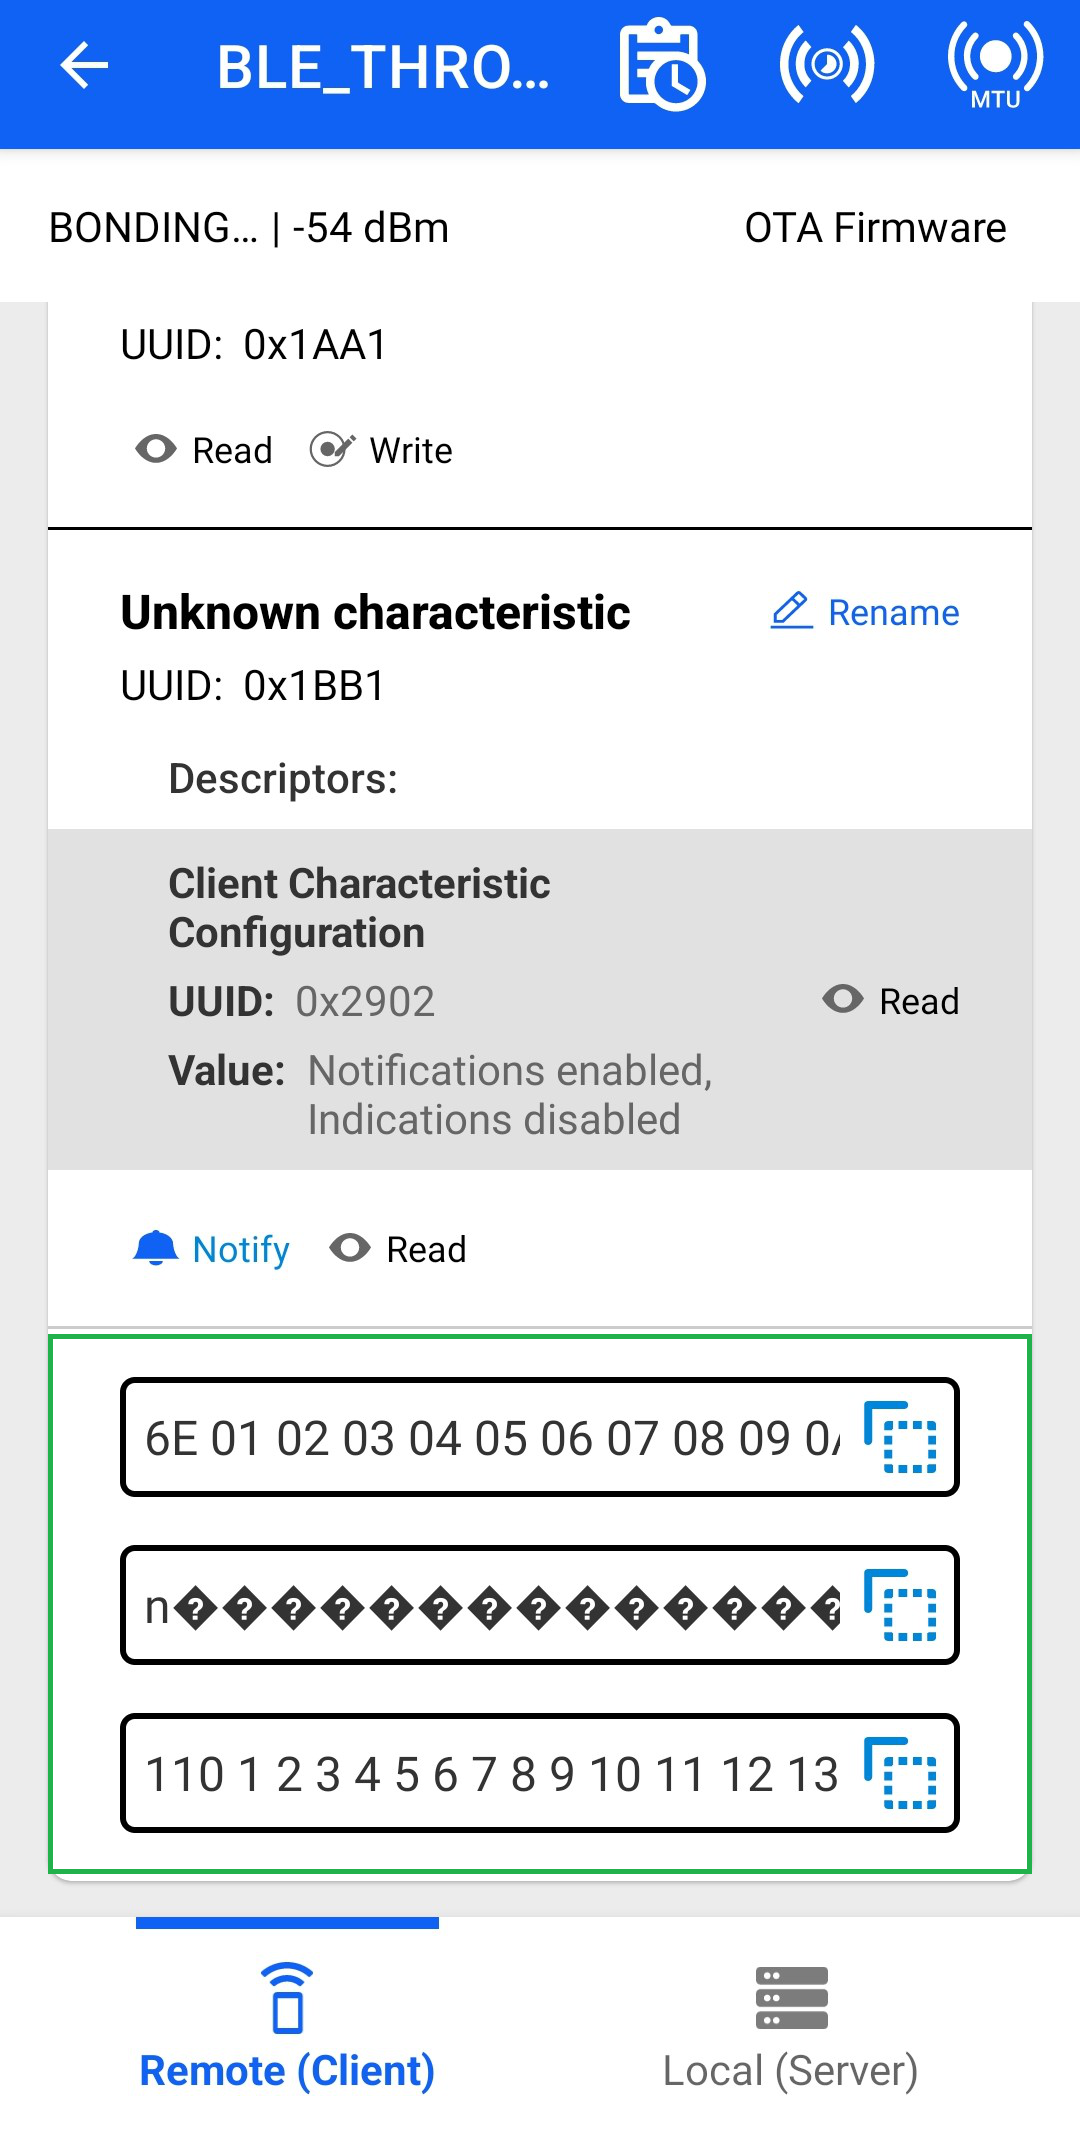 BLE_THRO...
MTU
BONDING... | -54 dBm
OTA Firmware
UUID: 0x1AA1
Read
Write
Unknown characteristic
Rename
UUID: 0x1BB1
Descriptors:
Client Characteristic
Configuration
UUID: 0x2902
Read
Value: Notifications enabled,
Indications disabled
Notify
Read
6E 01 02 03 04 05 06 07 08 09 0A
n�������������� 
110 1 2 3 4 5 6 7 8 9 10 11 12 13
Remote (Client)
Local (Server)